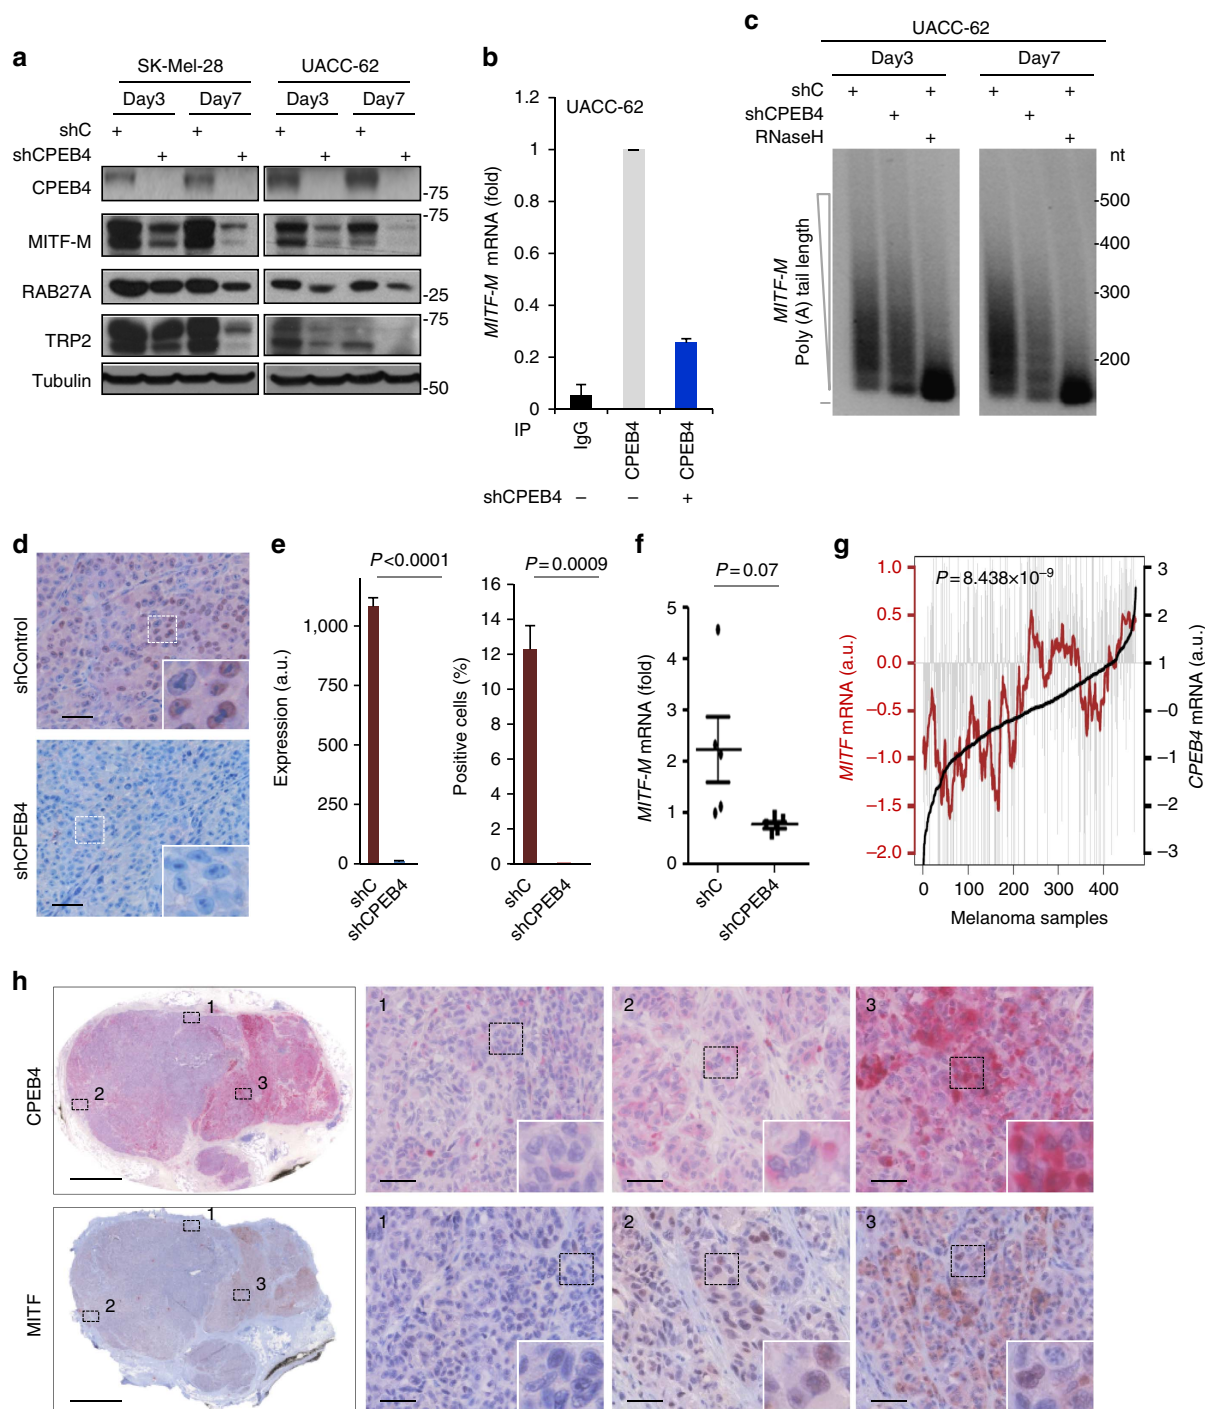 a
SK-Mel-28 UACC-62
Day3 Day7 Day3 Day7
shC + + + +
shCPEB4 + + + +
CPEB4
-75
MITF-M
-75
RAB27A
-25
TRP2
-75
Tubulin
-50
b
UACC-62
MITF-M mRNA (fold)
1.2
1
0.8
0.6
0.4
0.2
0
IP
IgG
CPEB4
CPEB4
shCPEB4 – – +
c
UACC-62
Day3 Day7
shC + + + +
shCPEB4 + +
RNaseH + +
nt
MITF-M
Poly (A) tail length
-500
-400
-300
-200
d
shControl
shCPEB4
e
P<0.0001
Expression (a.u.)
1,000
750
500
250
0
shC
shCPEB4
P=0.0009
Positive cells (%)
16
14
12
10
8
6
4
2
0
shC
shCPEB4
f
P=0.07
MITF-M mRNA (fold)
5
4
3
2
1
0
shC
shCPEB4
g
P=8.438×10⁻⁹
MITF mRNA (a.u.)
1.0
0.5
0.0
–0.5
–1.0
–1.5
–2.0
CPEB4 mRNA (a.u.)
3
2
1
–0
–1
–2
–3
0 100 200 300 400
Melanoma samples
h
CPEB4
1
2
3
1
2
3
MITF
1
2
3
1
2
3